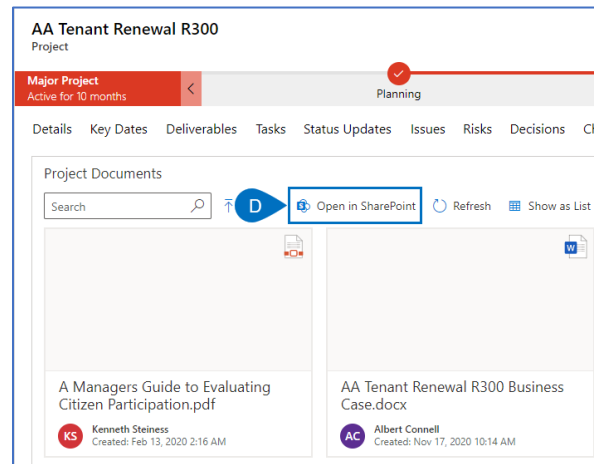 AA Tenant Renewal R300
Project
Major Project
Active for 10 months
Planning
Details Key Dates Deliverables Tasks Status Updates Issues Risks Decisions
Project Documents
Search D Open in SharePoint Refresh Show as List
A Managers Guide to Evaluating
Citizen Participation.pdf
KS Kenneth Steiness
Created: Feb 13, 2020 2:16 AM
AA Tenant Renewal R300 Business
Case.docx
AC Albert Connell
Created: Nov 17, 2020 10:14 AM